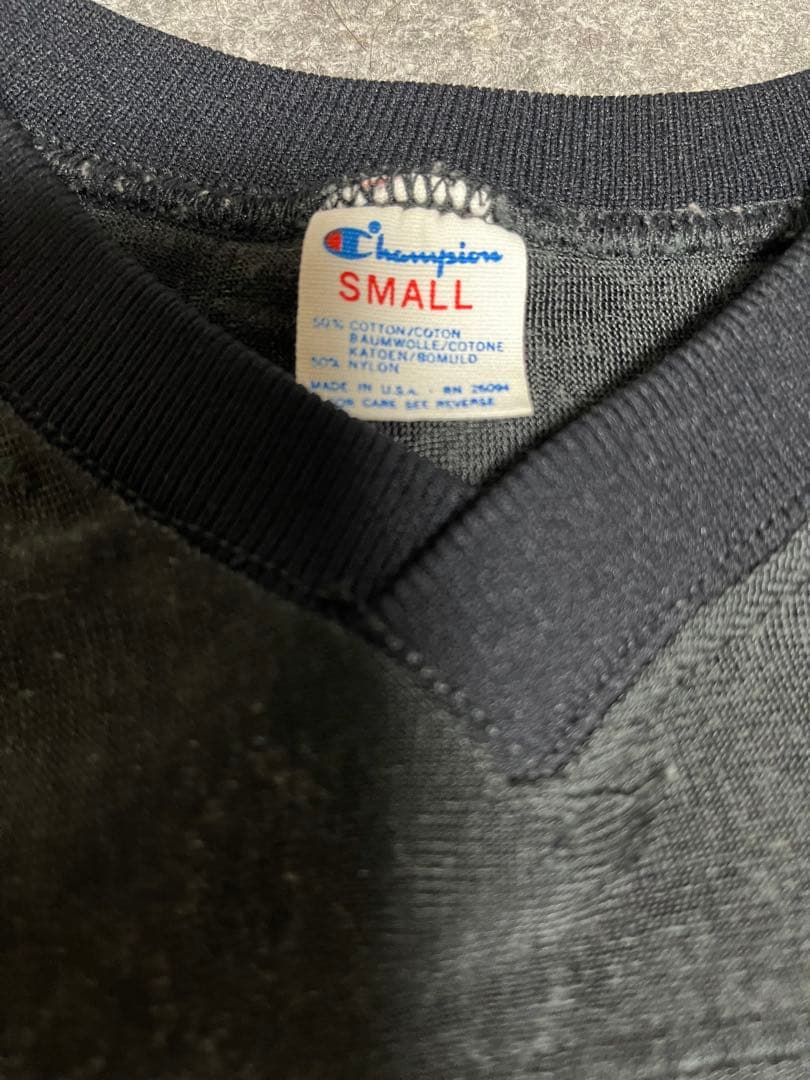 Champion®
SMALL
50% COTTON/COTON
BAUMWOLLE/COTONE
KATOEN/BOMULD
50% NYLON
MADE IN U.S.A. - RN 26094
FOR CARE SEE REVERSE